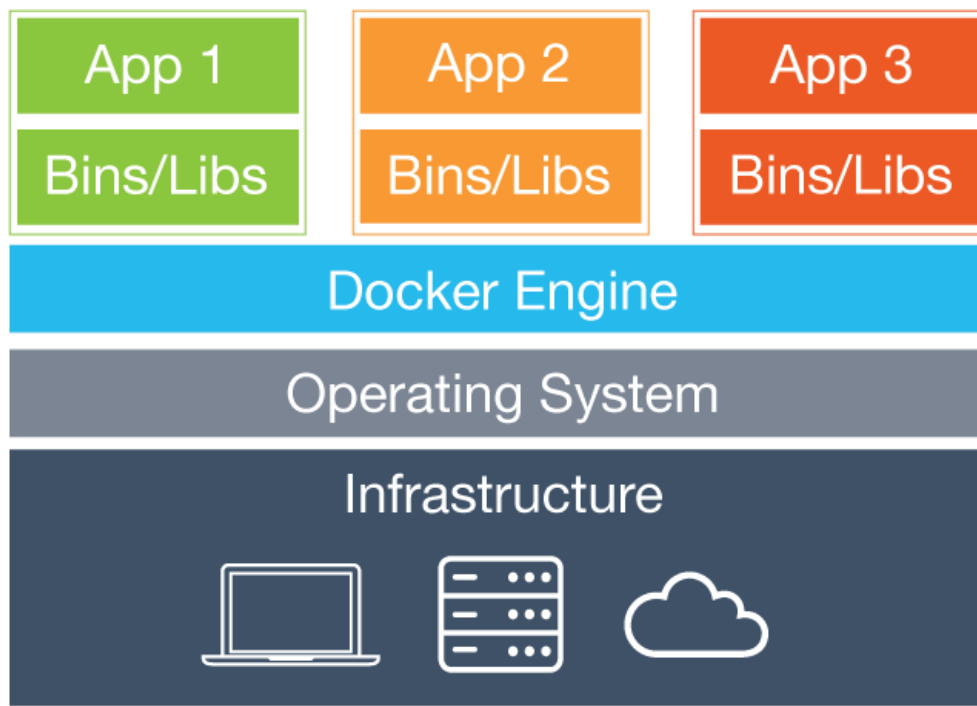 App 1
App 2
App 3
Bins/Libs
Bins/Libs
Bins/Libs
Docker Engine
Operating System
Infrastructure